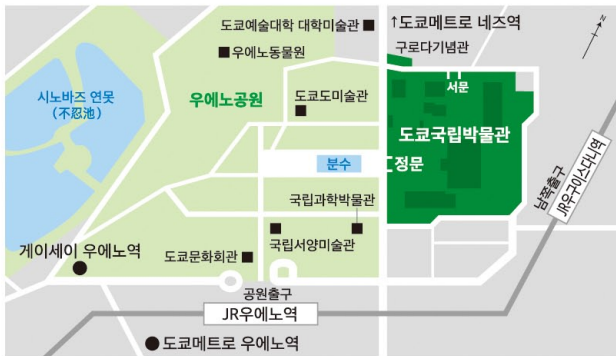 도쿄예술대학 대학미술관
↑도쿄메트로 네즈역
N
구로다기념관
우에노동물원
서문
시노바즈 연못
(不忍池)
우에노공원
도쿄도미술관
도쿄국립박물관
분수
정문
남쪽출구
JR우구이스다니역
국립과학박물관
게이세이 우에노역
도쿄문화회관
국립서양미술관
공원출구
JR우에노역
도쿄메트로 우에노역